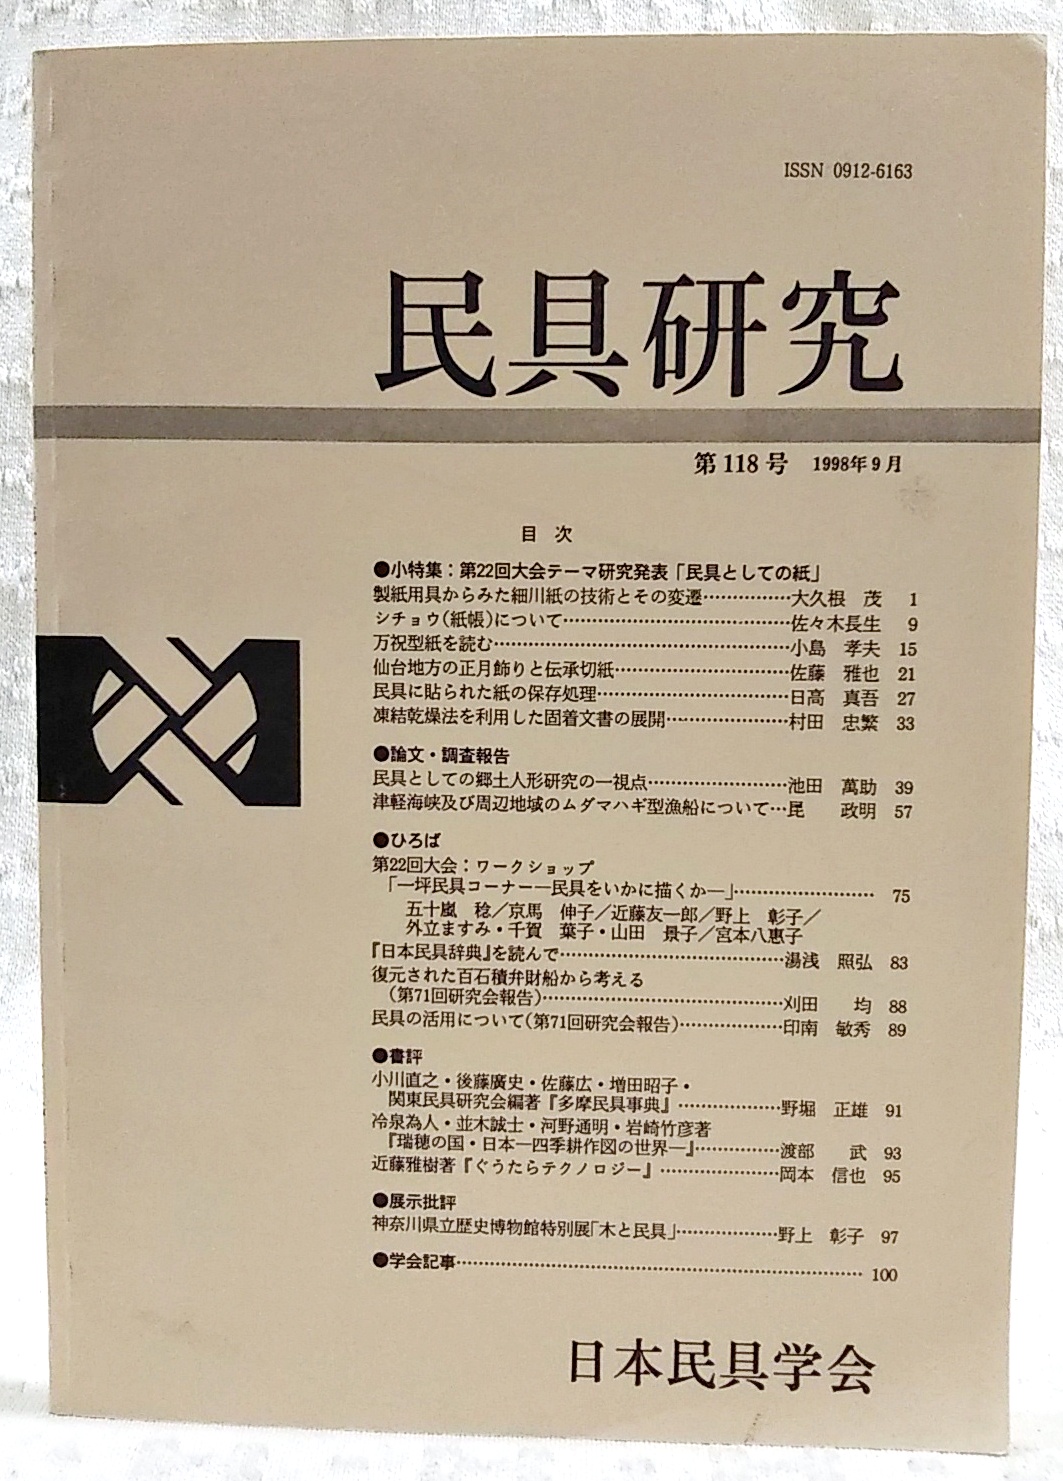 ISSN 0912-6163
民具研究
第118号 1998年9月
目 次
●小特集：第22回大会テーマ研究発表「民具としての紙」
製紙用具からみた細川紙の技術とその変遷……………大久根 茂 1
シチョウ(紙帳)について……………………………………佐々木長生 9
万祝型紙を読む………………………………………………小島 孝夫 15
仙台地方の正月飾りと伝承切紙……………………………佐藤 雅也 21
民具に貼られた紙の保存処理………………………………日高 真吾 27
凍結乾燥法を利用した固着文書の展開……………………村田 忠繁 33
●論文・調査報告
民具としての郷土人形研究の一視点………………………池田 萬助 39
津軽海峡及び周辺地域のムダマハギ型漁船について…昆 政明 57
●ひろば
第22回大会：ワークショップ
「一坪民具コーナー―民具をいかに描くか―」……………………… 75
五十嵐 稔／京馬 伸子／近藤友一郎／野上 彰子／
外立ますみ・千賀 葉子・山田 景子／宮本八惠子
『日本民具辞典』を読んで……………………………………湯浅 照弘 83
復元された百石積弁財船から考える
(第71回研究会報告)………………………………………刈田 均 88
民具の活用について(第71回研究会報告)…………………印南 敏秀 89
●書評
小川直之・後藤廣史・佐藤広・増田昭子・
関東民具研究会編著『多摩民具事典』………………野堀 正雄 91
冷泉為人・並木誠士・河野通明・岩崎竹彦著
『瑞穂の国・日本―四季耕作図の世界―』……………渡部 武 93
近藤雅樹著『ぐうたらテクノロジー』…………………岡本 信也 95
●展示批評
神奈川県立歴史博物館特別展「木と民具」………………野上 彰子 97
●学会記事………………………………………………………………… 100
日本民具学会